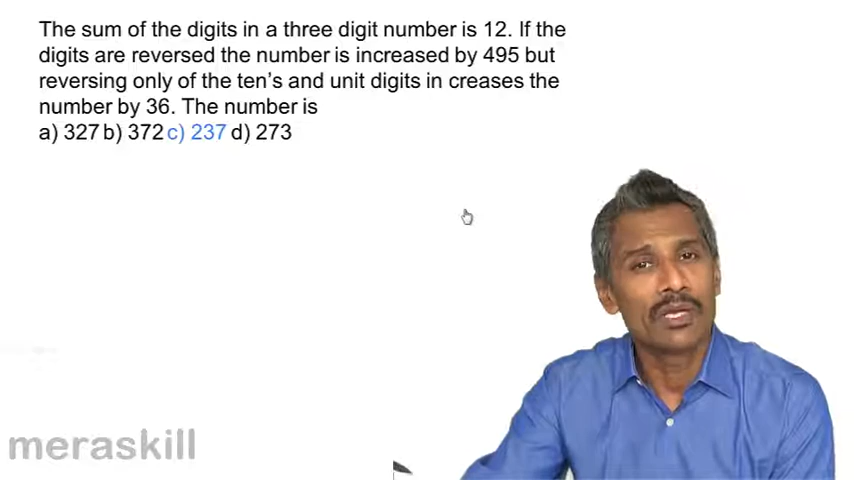 The sum of the digits in a three digit number is 12. If the
digits are reversed the number is increased by 495 but
reversing only of the ten's and unit digits in creases the
number by 36. The number is
a) 327 b) 372 c) 237 d) 273
meraskill